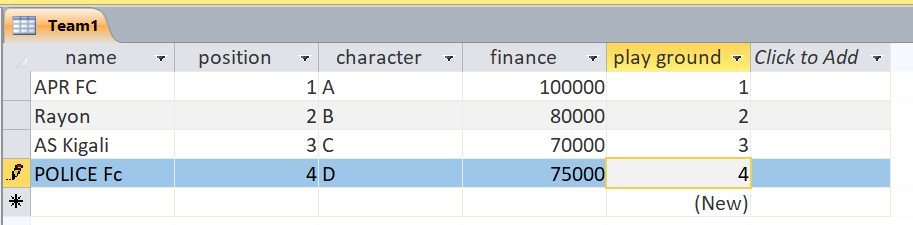 Team1
name position character finance play ground Click to Add
APR FC 1 A 100000 1
Rayon 2 B 80000 2
AS Kigali 3 C 70000 3
POLICE Fc 4 D 75000 4
(New)